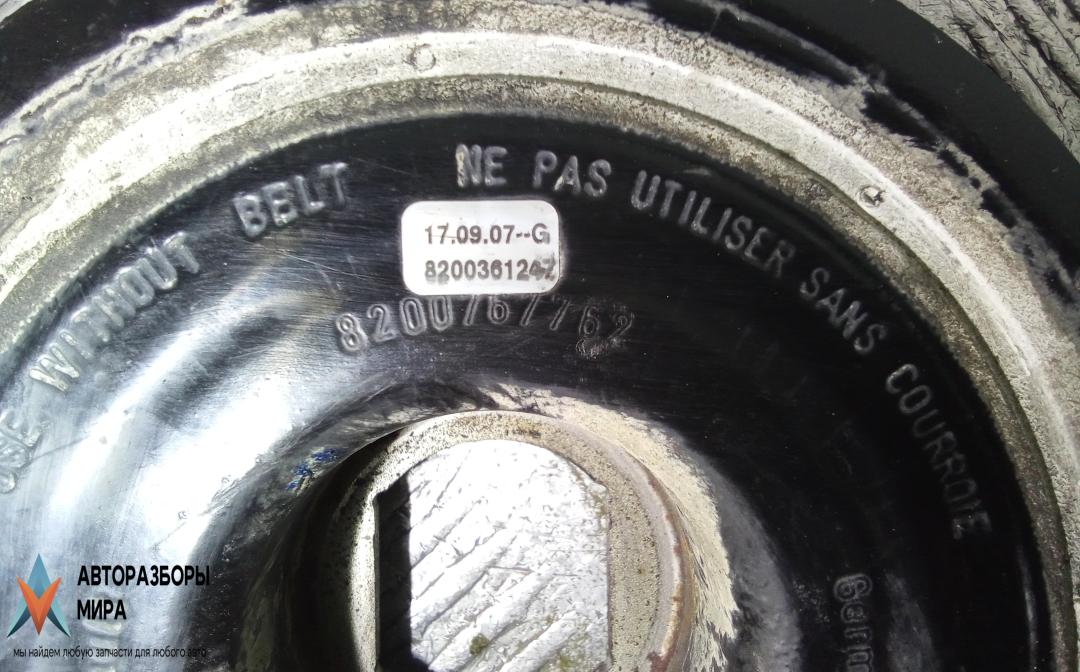 USE WITHOUT BELT
NE PAS UTILISER SANS COURROIE
17.09.07--G
8200361247
8200767762
АВТОРАЗБОРЫ
МИРА
мы найдем любую запчасти для любого авто